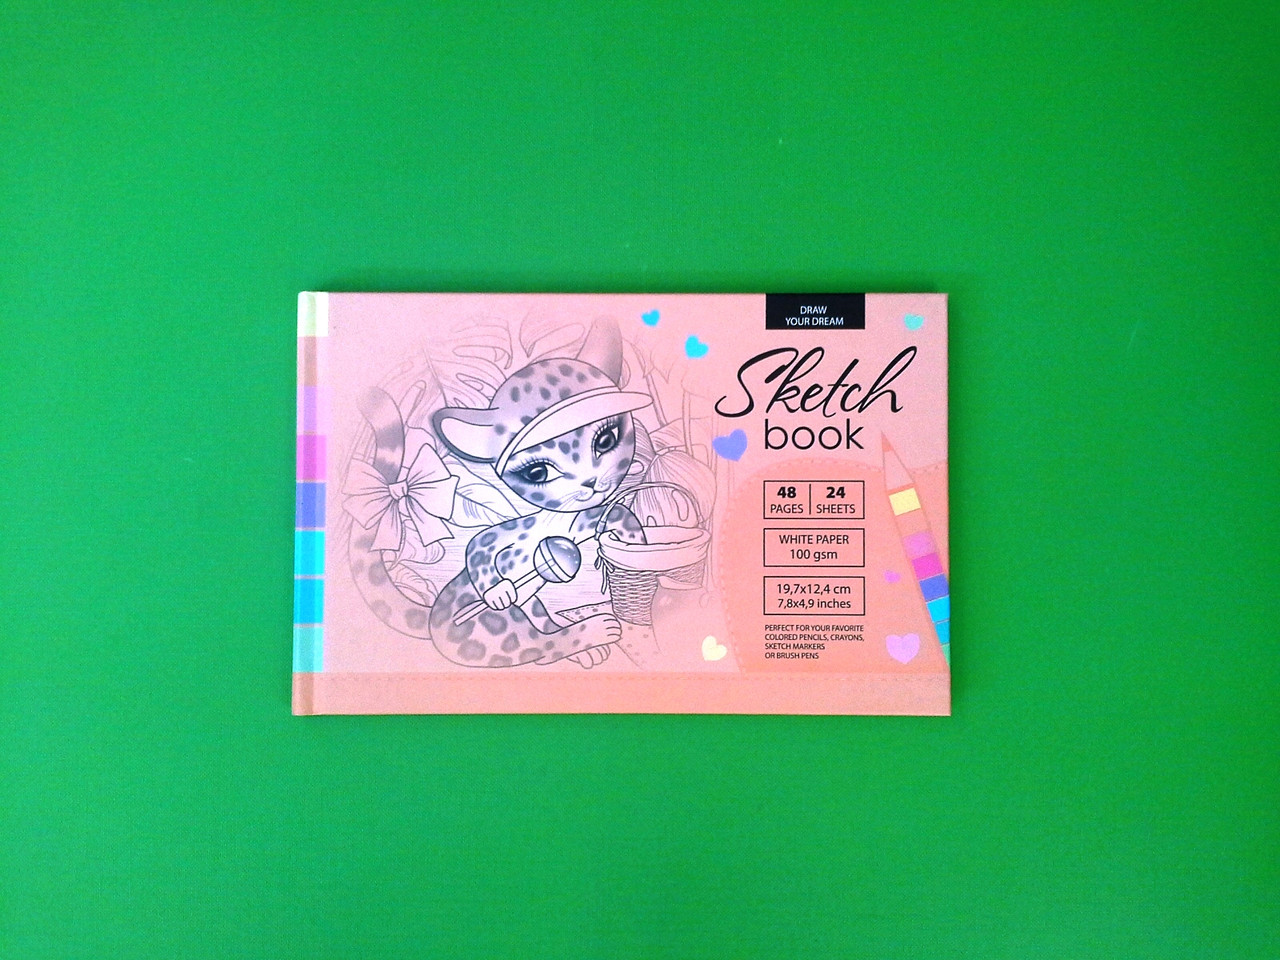 DRAW
YOUR DREAM
Sketch
book
48 24
PAGES SHEETS
WHITE PAPER
100 gsm
19,7x12,4 cm
7,8x4,9 inches
PERFECT FOR YOUR FAVORITE
COLORED PENCILS, CRAYONS,
SKETCH MARKERS
OR BRUSH PENS